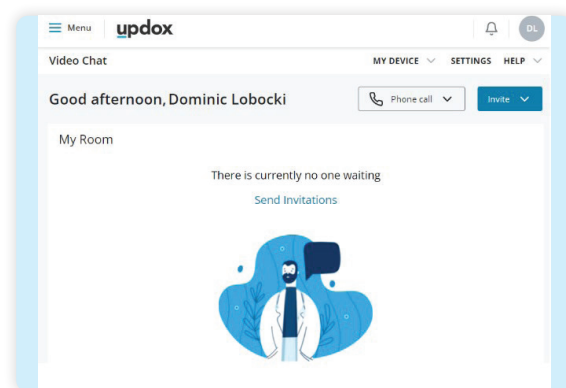 Menu updox DL
Video Chat MY DEVICE SETTINGS HELP
Good afternoon, Dominic Lobocki Phone call Invite
My Room
There is currently no one waiting
Send Invitations